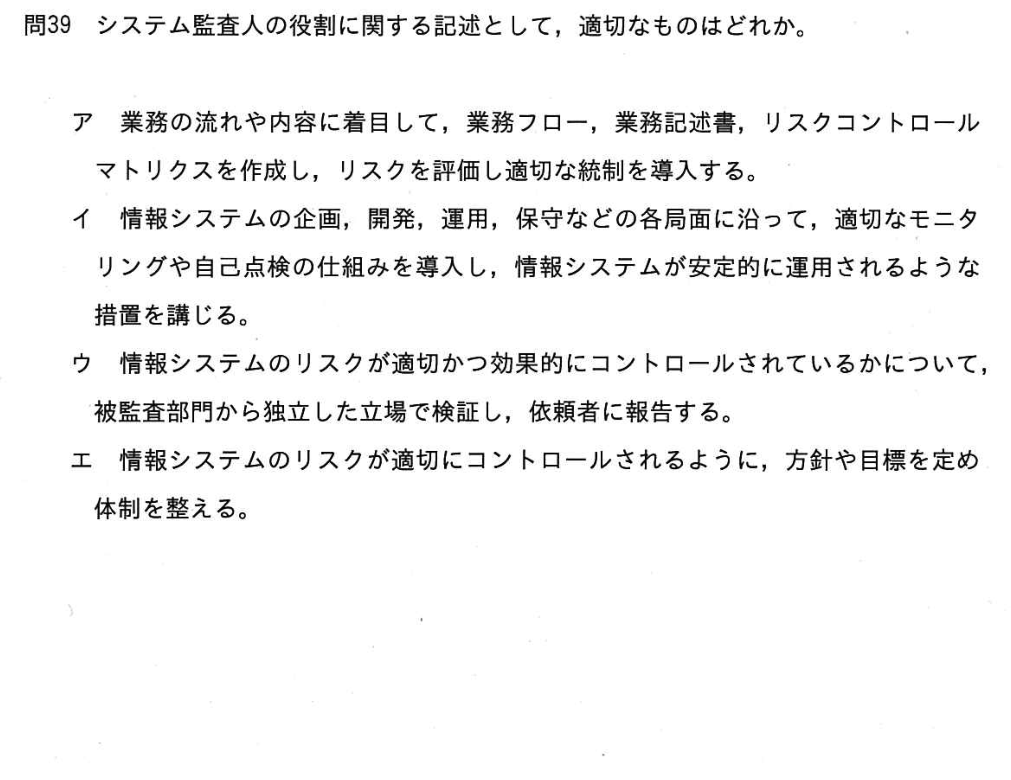 問39　システム監査人の役割に関する記述として，適切なものはどれか。
ア　業務の流れや内容に着目して，業務フロー，業務記述書，リスクコントロール
マトリクスを作成し，リスクを評価し適切な統制を導入する。
イ　情報システムの企画，開発，運用，保守などの各局面に沿って，適切なモニタ
リングや自己点検の仕組みを導入し，情報システムが安定的に運用されるような
措置を講じる。
ウ　情報システムのリスクが適切かつ効果的にコントロールされているかについて，
被監査部門から独立した立場で検証し，依頼者に報告する。
エ　情報システムのリスクが適切にコントロールされるように，方針や目標を定め
体制を整える。